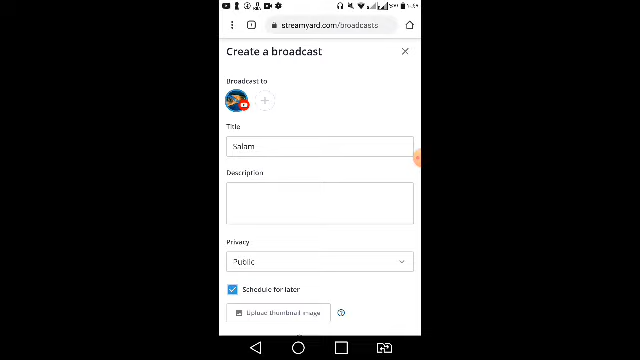 streamyard.com/broadcasts
Create a broadcast
Broadcast to
Title
Salam
Description
Privacy
Public
Schedule for later
Upload thumbnail image